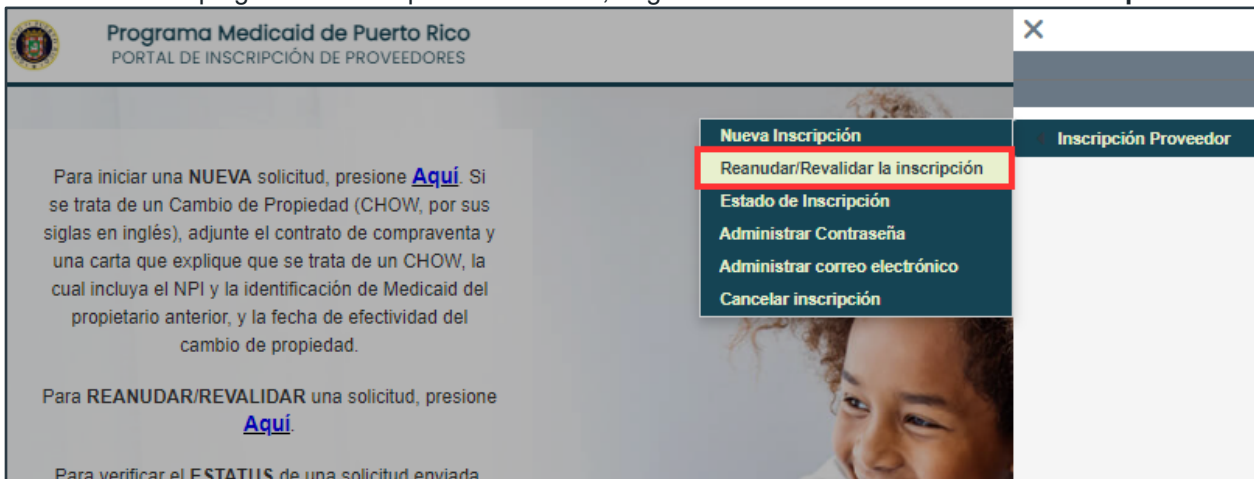 Programa Medicaid de Puerto Rico
PORTAL DE INSCRIPCIÓN DE PROVEEDORES
Nueva Inscripción
Reanudar/Revalidar la inscripción
Estado de Inscripción
Administrar Contraseña
Administrar correo electrónico
Cancelar inscripción
Inscripción Proveedor
Para iniciar una NUEVA solicitud, presione Aquí. Si
se trata de un Cambio de Propiedad (CHOW, por sus
siglas en inglés), adjunte el contrato de compraventa y
una carta que explique que se trata de un CHOW, la
cual incluya el NPI y la identificación de Medicaid del
propietario anterior, y la fecha de efectividad del
cambio de propiedad.
Para REANUDAR/REVALIDAR una solicitud, presione
Aquí.
Para verificar el ESTATUS de una solicitud enviada